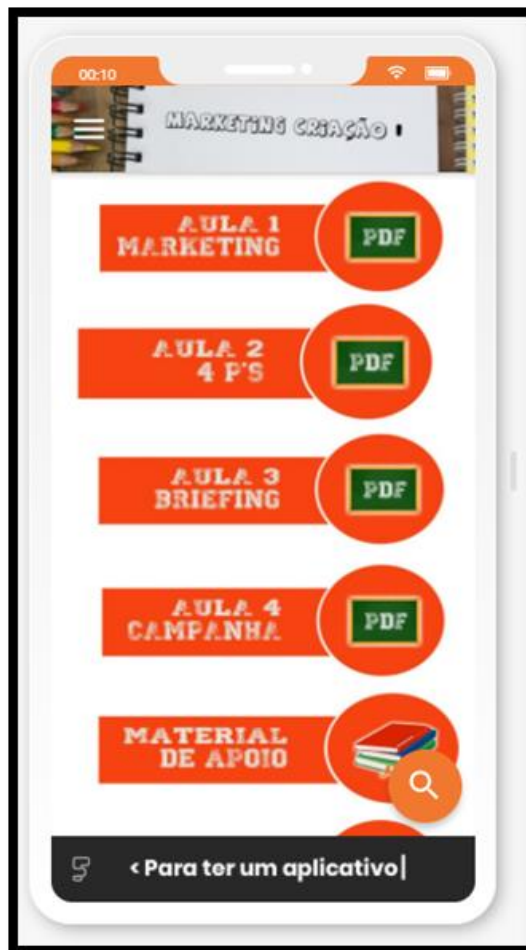 00:10
MARKETING CRIAÇÃO
AULA 1
MARKETING
PDF
AULA 2
4 P'S
PDF
AULA 3
BRIEFING
PDF
AULA 4
CAMPANHA
PDF
MATERIAL
DE APOIO
< Para ter um aplicativo|